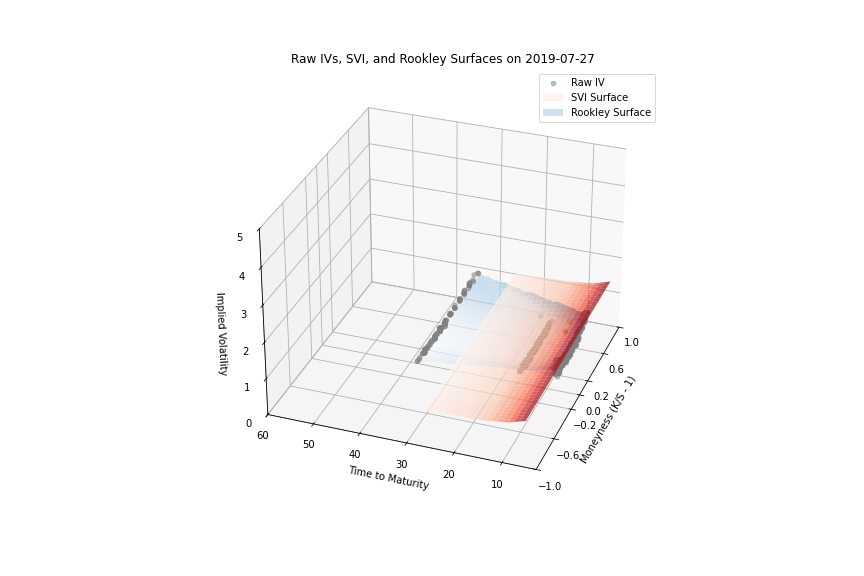 Raw IVs, SVI, and Rookley Surfaces on 2019-07-27
Raw IV
SVI Surface
Rookley Surface
5
4
3
2
1
0
Implied Volatility
60
50
40
30
20
10
Time to Maturity
1.0
0.6
0.2
0.0
−0.2
−0.6
−1.0
Moneyness (K/S - 1)